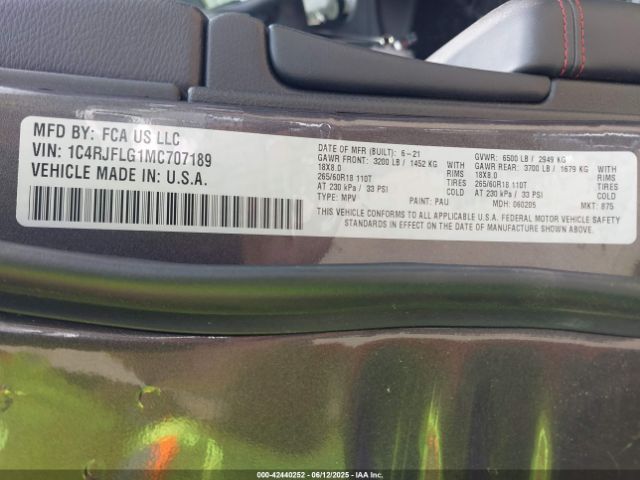 MFD BY: FCA US LLC
VIN: 1C4RJFLG1MC707189
VEHICLE MADE IN: U.S.A.
DATE OF MFR (BUILT): 6-21
GVWR: 6500 LB / 2949 KG
GAWR FRONT: 3200 LB / 1452 KG WITH
GAWR REAR: 3700 LB / 1679 KG WITH
18X8.0 RIMS
18X8.0 RIMS
265/60R18 110T TIRES
265/60R18 110T TIRES
AT 230 kPa / 33 PSI COLD
AT 230 kPa / 33 PSI COLD
TYPE: MPV PAINT: PAU MDH: 060205 MKT: 875
THIS VEHICLE CONFORMS TO ALL APPLICABLE U.S.A. FEDERAL MOTOR VEHICLE SAFETY
STANDARDS IN EFFECT ON THE DATE OF MANUFACTURE SHOWN ABOVE.
000-42440252 - 06/12/2025 - IAA Inc.